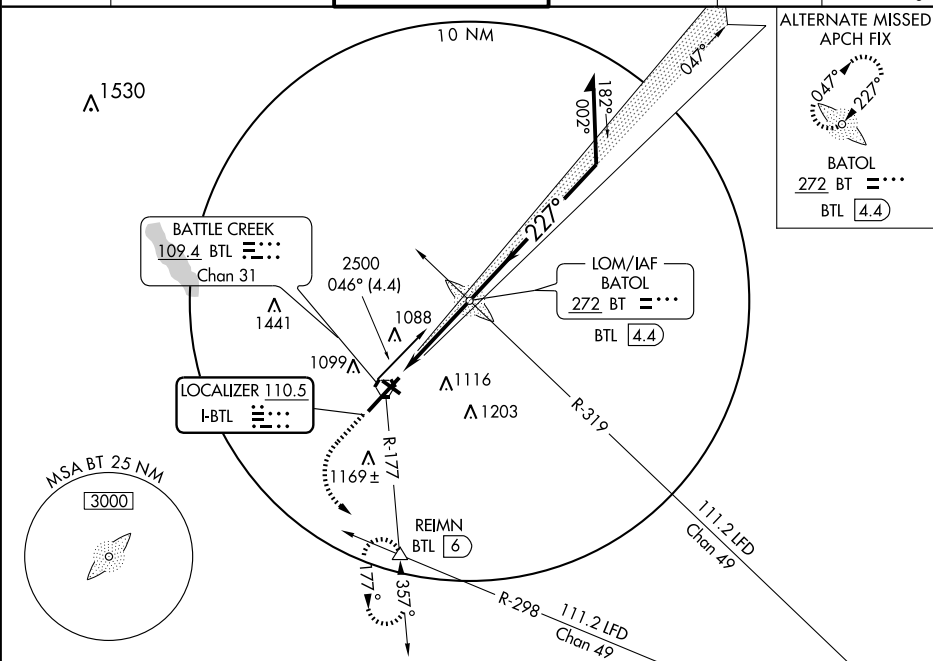 10 NM
1530
047°
182°
002°
227°
ALTERNATE MISSED
APCH FIX
047°
227°
BATOL
272 BT
BTL 4.4
BATTLE CREEK
109.4 BTL
Chan 31
2500
046° (4.4)
LOM/IAF
BATOL
272 BT
BTL 4.4
1441
1088
1099
1116
1203
LOCALIZER 110.5
I-BTL
R-319
R-177
1169 ±
111.2 LFD
Chan 49
MSA BT 25 NM
3000
REIMN
BTL 6
177°
357°
R-298
111.2 LFD
Chan 49